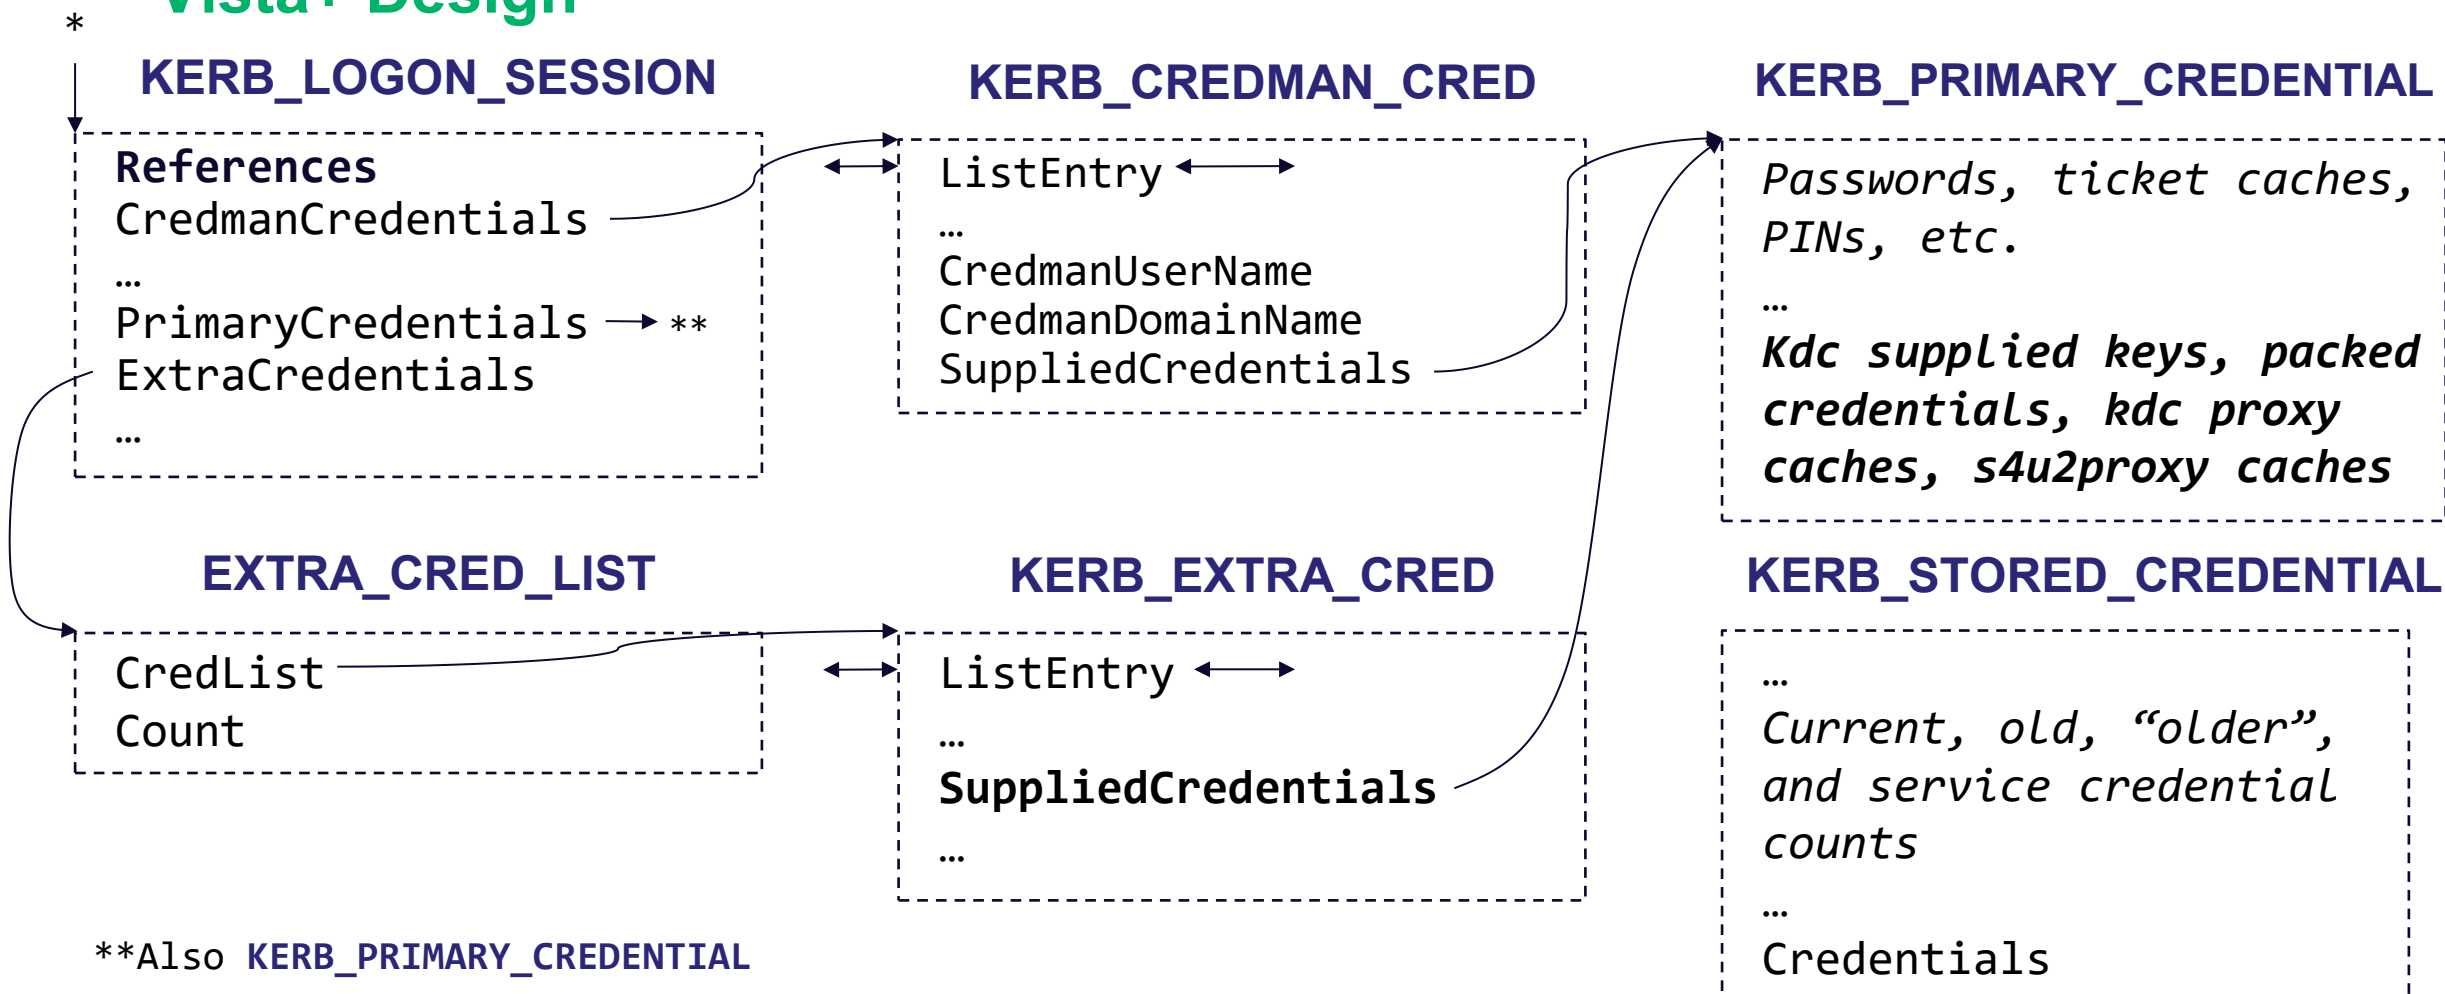 Vista+ Design
*
KERB_LOGON_SESSION
References
CredmanCredentials
…
PrimaryCredentials
**
ExtraCredentials
…
KERB_CREDMAN_CRED
ListEntry
…
CredmanUserName
CredmanDomainName
SuppliedCredentials
KERB_PRIMARY_CREDENTIAL
Passwords, ticket caches,
PINs, etc.
…
Kdc supplied keys, packed
credentials, kdc proxy
caches, s4u2proxy caches
EXTRA_CRED_LIST
CredList
Count
KERB_EXTRA_CRED
ListEntry
…
SuppliedCredentials
…
KERB_STORED_CREDENTIAL
…
Current, old, “older”,
and service credential
counts
…
Credentials
**Also KERB_PRIMARY_CREDENTIAL